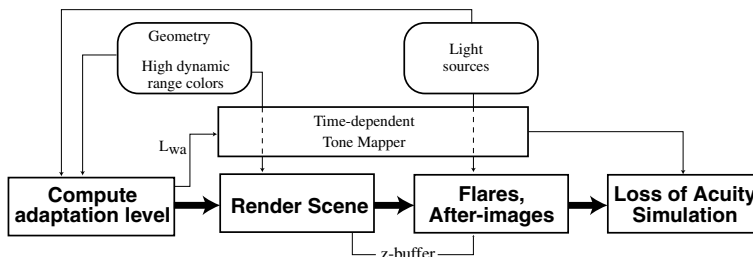 Geometry
High dynamic
range colors
Light
sources
Time-dependent
Tone Mapper
Lwa
Compute
adaptation level
Render Scene
Flares,
After-images
Loss of Acuity
Simulation
z-buffer